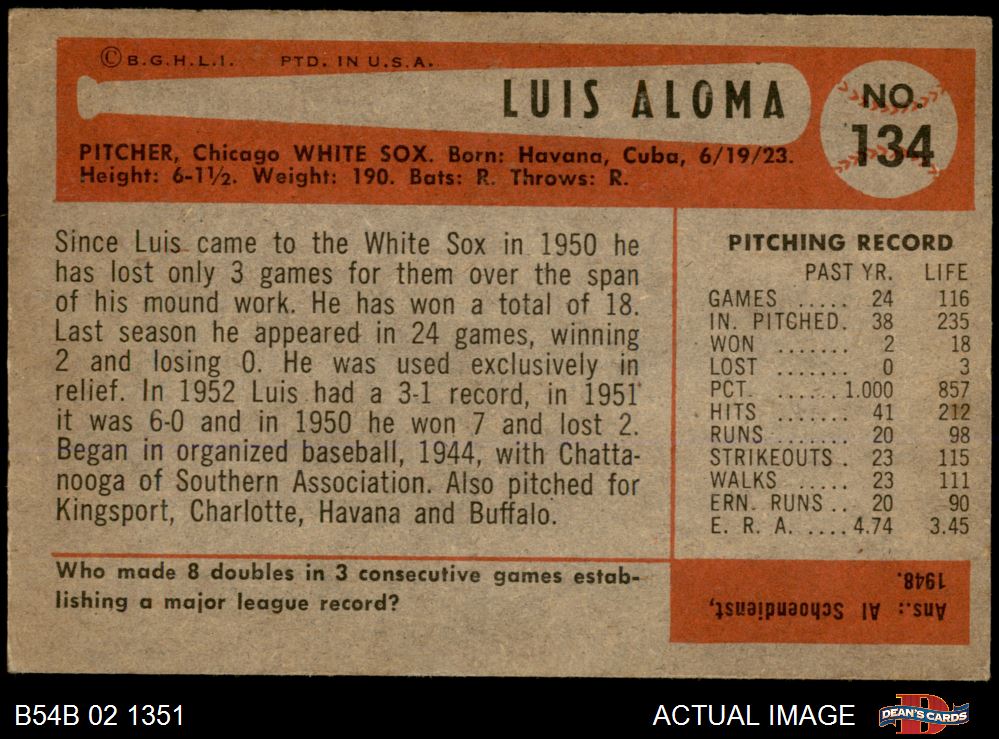 ©B.G.H.L.I. PTD. IN U.S.A.
LUIS ALOMA
NO.
134
PITCHER, Chicago WHITE SOX. Born: Havana, Cuba, 6/19/23.
Height: 6-1½. Weight: 190. Bats: R. Throws: R.
Since Luis came to the White Sox in 1950 he
has lost only 3 games for them over the span
of his mound work. He has won a total of 18.
Last season he appeared in 24 games, winning
2 and losing 0. He was used exclusively in
relief. In 1952 Luis had a 3-1 record, in 1951
it was 6-0 and in 1950 he won 7 and lost 2.
Began in organized baseball, 1944, with Chatta-
nooga of Southern Association. Also pitched for
Kingsport, Charlotte, Havana and Buffalo.
PITCHING RECORD
PAST YR. LIFE
GAMES ..... 24 116
IN. PITCHED. 38 235
WON ....... 2 18
LOST ....... 0 3
PCT. ...... 1.000 857
HITS ....... 41 212
RUNS ....... 20 98
STRIKEOUTS . 23 115
WALKS ..... 23 111
ERN. RUNS .. 20 90
E. R. A. .... 4.74 3.45
Who made 8 doubles in 3 consecutive games estab-
lishing a major league record?
Ans.: Al Schoendienst,
1948.
B54B 02 1351
ACTUAL IMAGE
D
DEAN'S CARDS